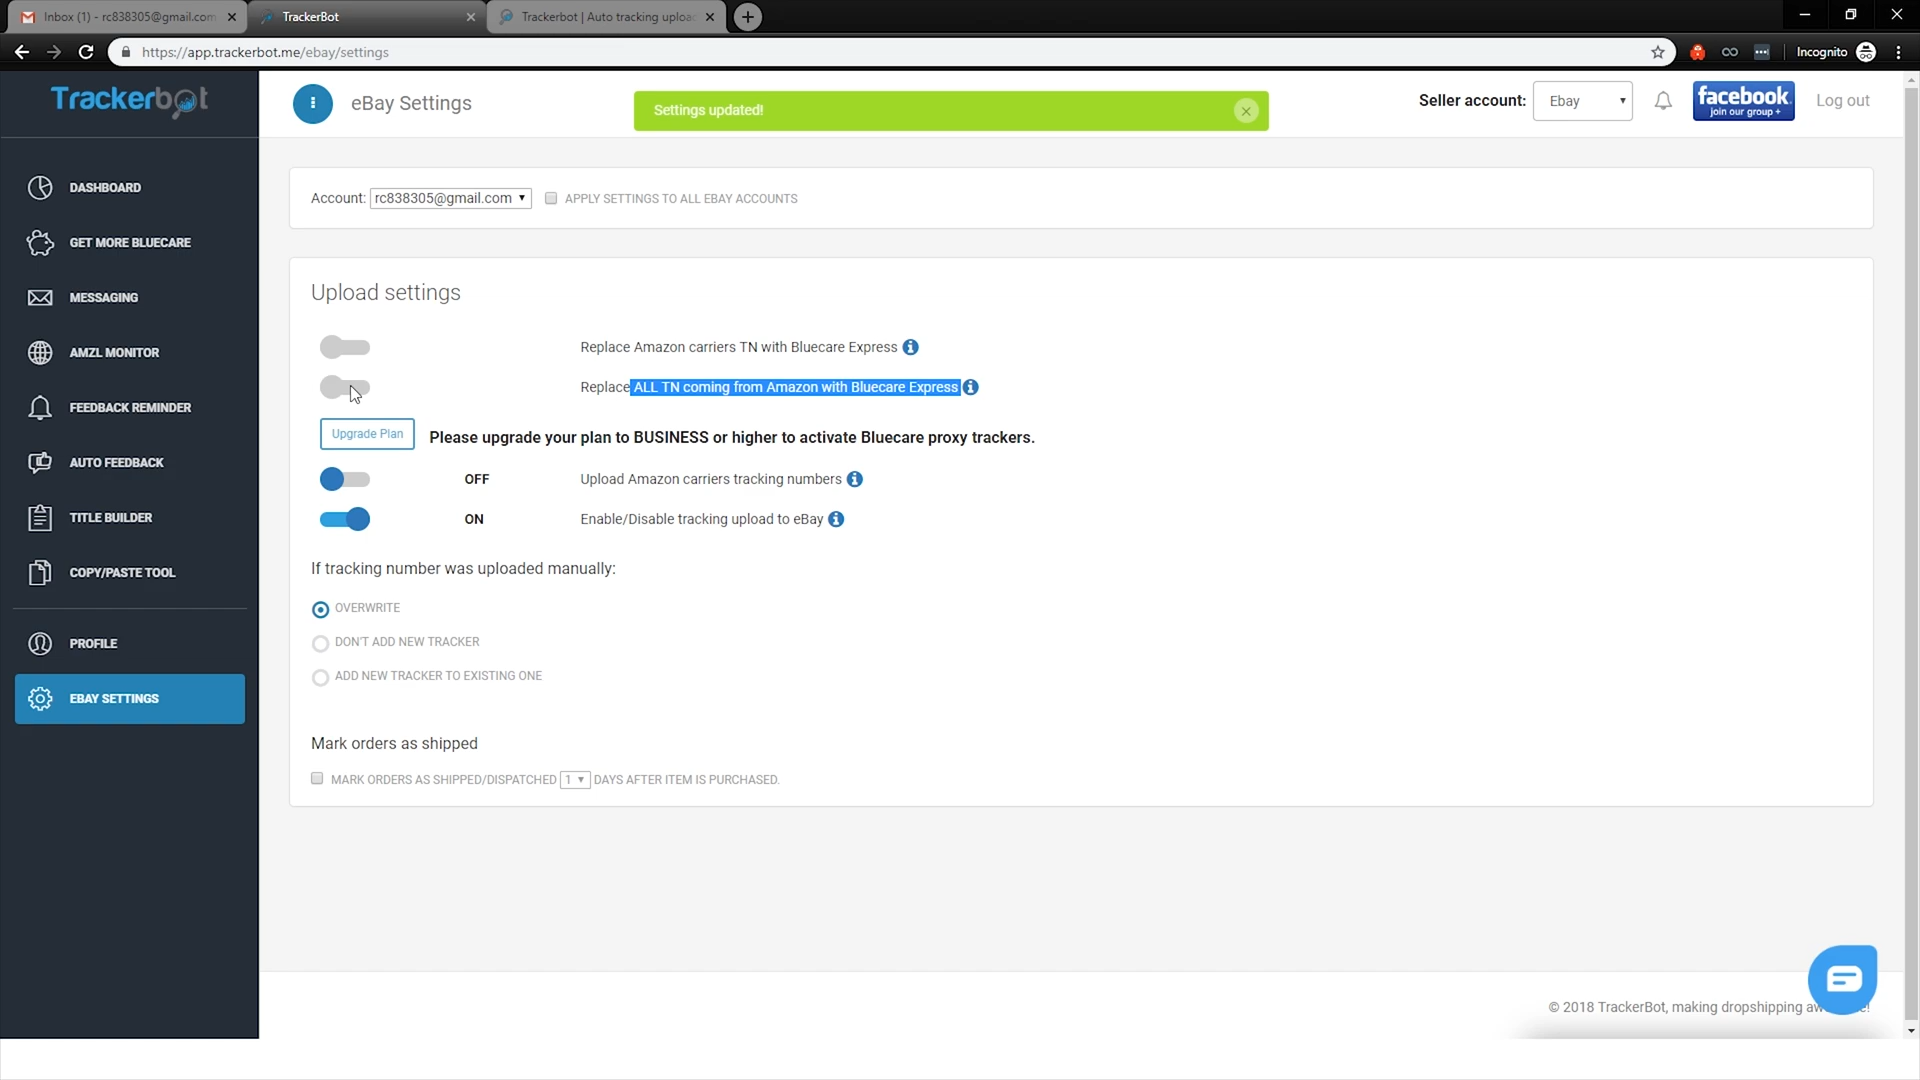 Inbox (1) - rc838305@gmail.com
TrackerBot
Trackerbot | Auto tracking uploa
https://app.trackerbot.me/ebay/settings
Incognito
Trackerbot
eBay Settings
Settings updated!
Seller account:
Ebay
facebook
join our group +
Log out
DASHBOARD
GET MORE BLUECARE
MESSAGING
AMZL MONITOR
FEEDBACK REMINDER
AUTO FEEDBACK
TITLE BUILDER
COPY/PASTE TOOL
PROFILE
EBAY SETTINGS
Account: rc838305@gmail.com APPLY SETTINGS TO ALL EBAY ACCOUNTS
Upload settings
Replace Amazon carriers TN with Bluecare Express
Replace ALL TN coming from Amazon with Bluecare Express
Upgrade Plan Please upgrade your plan to BUSINESS or higher to activate Bluecare proxy trackers.
OFF Upload Amazon carriers tracking numbers
ON Enable/Disable tracking upload to eBay
If tracking number was uploaded manually:
OVERWRITE
DON'T ADD NEW TRACKER
ADD NEW TRACKER TO EXISTING ONE
Mark orders as shipped
MARK ORDERS AS SHIPPED/DISPATCHED 1 DAYS AFTER ITEM IS PURCHASED.
© 2018 TrackerBot, making dropshipping